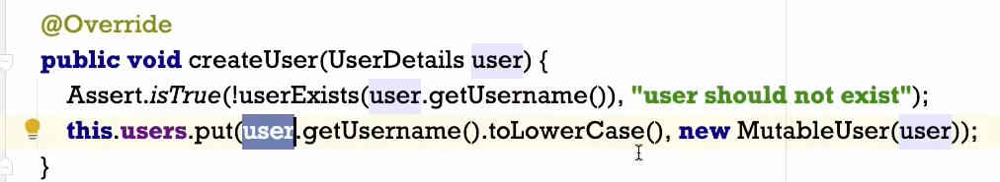 @Override
public void createUser(UserDetails user) {
Assert.isTrue(!userExists(user.getUsername()), "user should not exist");
this.users.put(user.getUsername().toLowerCase(), new MutableUser(user));
}